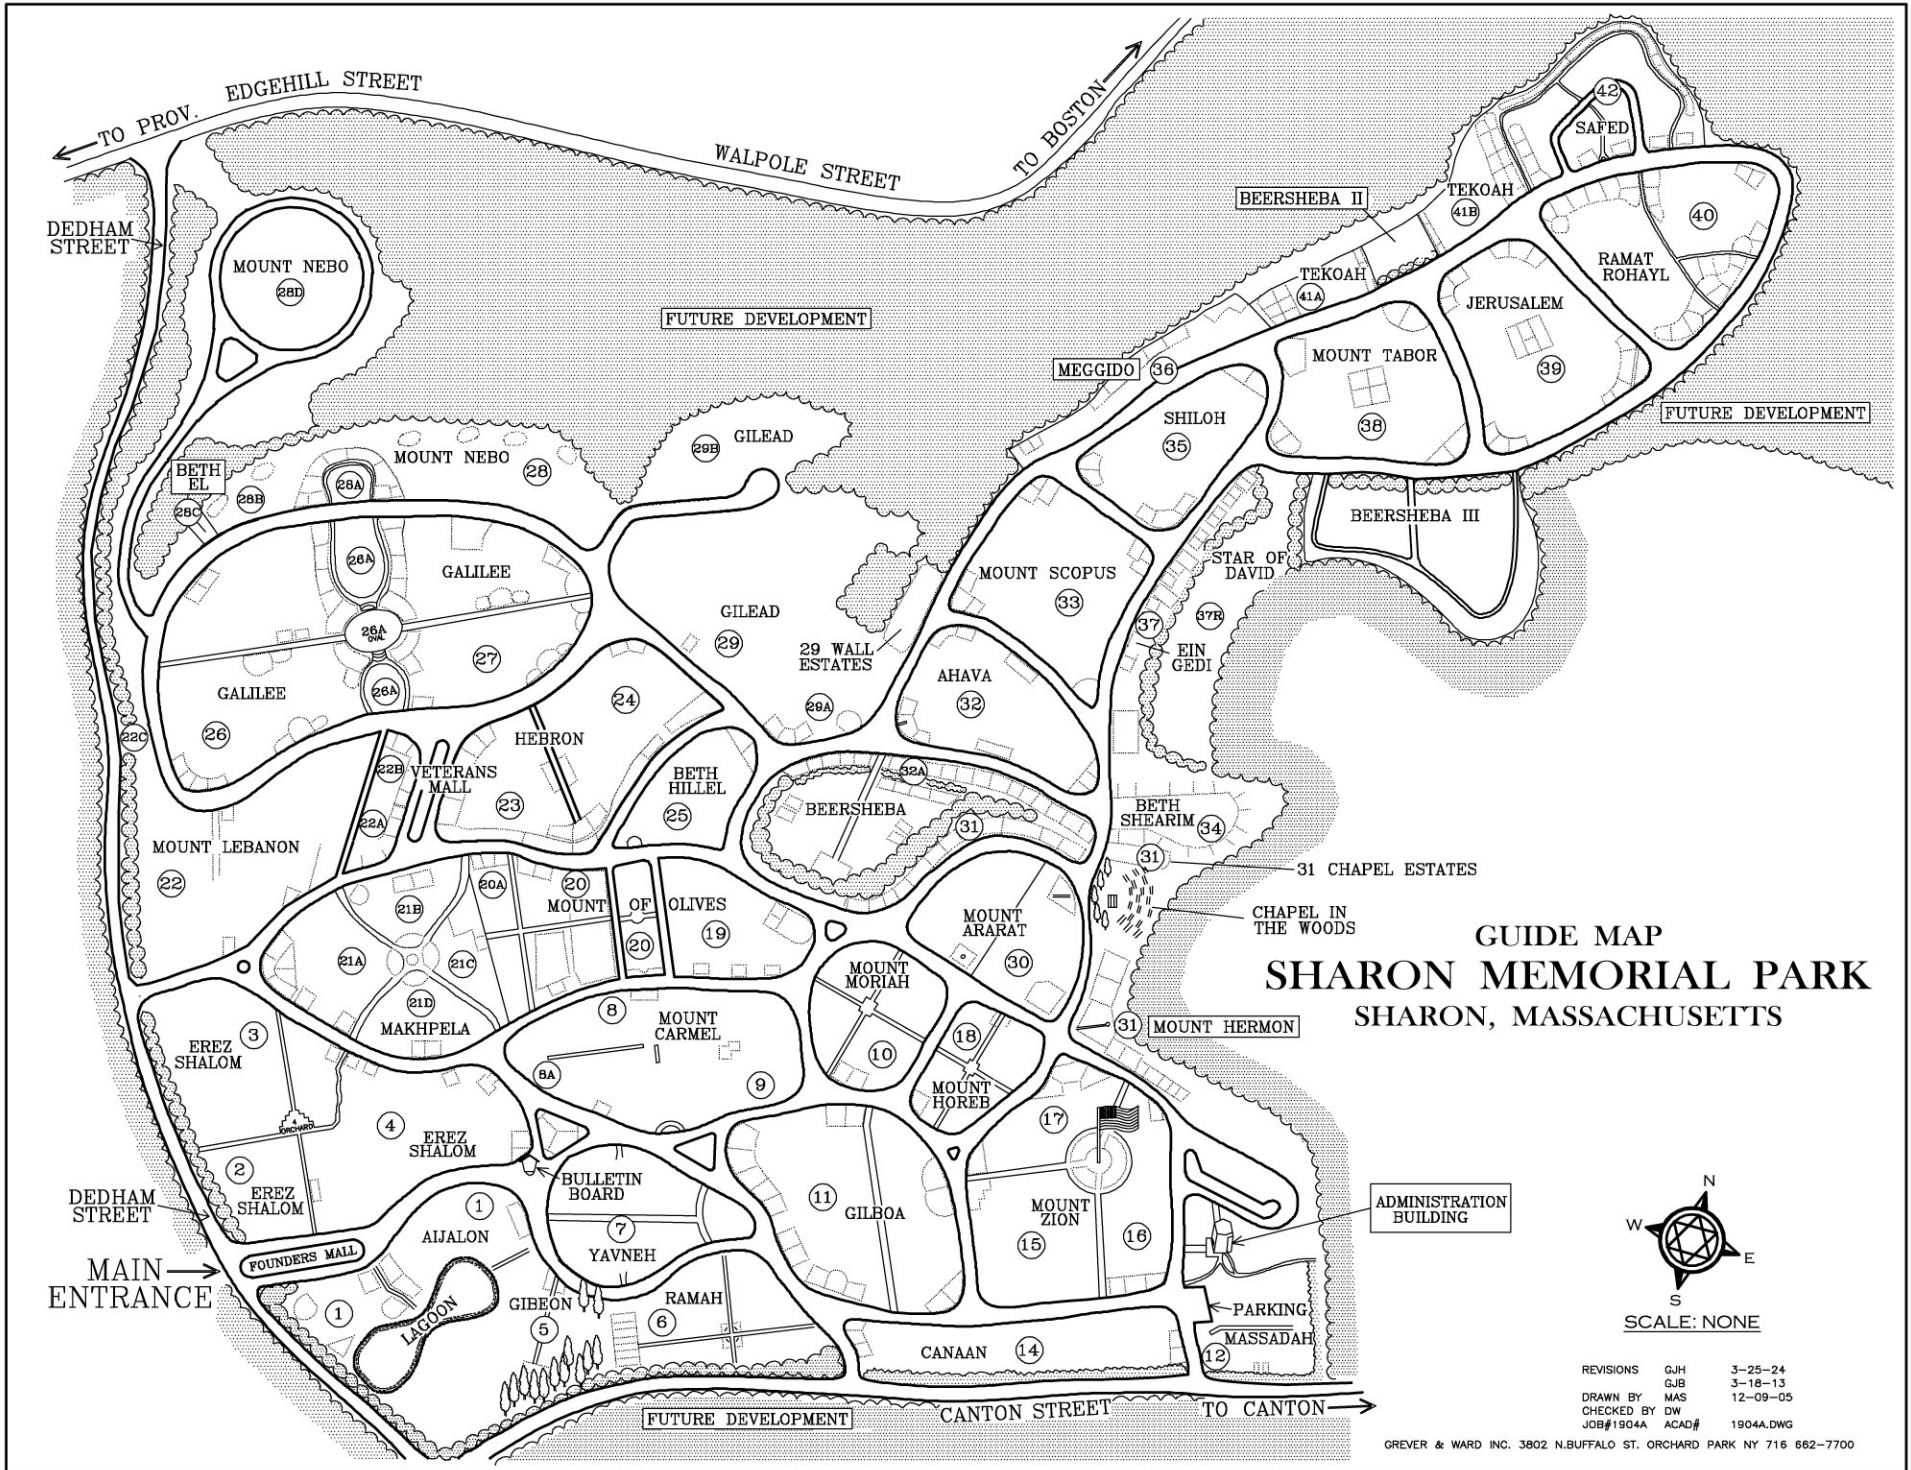 EDGEHILL STREET
TO PROV.
WALPOLE STREET
TO BOSTON
DEDHAM
STREET
MOUNT NEBO
28D
FUTURE DEVELOPMENT
42
SAFED
TEKOAH
41B
BEERSHEBA II
40
RAMAT
ROHAYL
TEKOAH
41A
JERUSALEM
39
MOUNT TABOR
38
MEGGIDO
36
SHILOH
35
FUTURE DEVELOPMENT
GILEAD
29B
MOUNT NEBO
28
BETH
EL
28C
28B
28A
26A
GALILEE
26A
OVAL
27
26A
GALILEE
26
BEERSHEBA III
STAR OF
DAVID
37R
37
EIN
GEDI
MOUNT SCOPUS
33
GILEAD
29
29 WALL
ESTATES
29A
AHAVA
32
24
HEBRON
23
22C
22B
VETERANS
MALL
22A
BETH
HILLEL
25
32A
BEERSHEBA
31
BETH
SHEARIM
34
31
31 CHAPEL ESTATES
CHAPEL IN
THE WOODS
MOUNT LEBANON
22
20A
20
MOUNT OF OLIVES
20
19
21B
21A
21C
21D
MAKHPELA
MOUNT
ARARAT
30
MOUNT
MORIAH
10
18
MOUNT
HOREB
31
MOUNT HERMON
GUIDE MAP
SHARON MEMORIAL PARK
SHARON, MASSACHUSETTS
3
EREZ
SHALOM
8
MOUNT
CARMEL
8A
9
4
EREZ
SHALOM
4
ORCHARD
2
EREZ
SHALOM
BULLETIN
BOARD
7
YAVNEH
11
GILBOA
17
MOUNT
ZION
15
16
DEDHAM
STREET
MAIN
ENTRANCE
FOUNDERS MALL
1
AIJALON
1
LAGOON
GIBEON
5
RAMAH
6
ADMINISTRATION
BUILDING
PARKING
MASSADAH
12
CANAAN
14
FUTURE DEVELOPMENT
CANTON STREET
TO CANTON
N
W
E
S
SCALE: NONE
REVISIONS GJH 3-25-24
GJB 3-18-13
DRAWN BY MAS 12-09-05
CHECKED BY DW
JOB#1904A ACAD# 1904A.DWG
GREVER & WARD INC. 3802 N.BUFFALO ST. ORCHARD PARK NY 716 662-7700